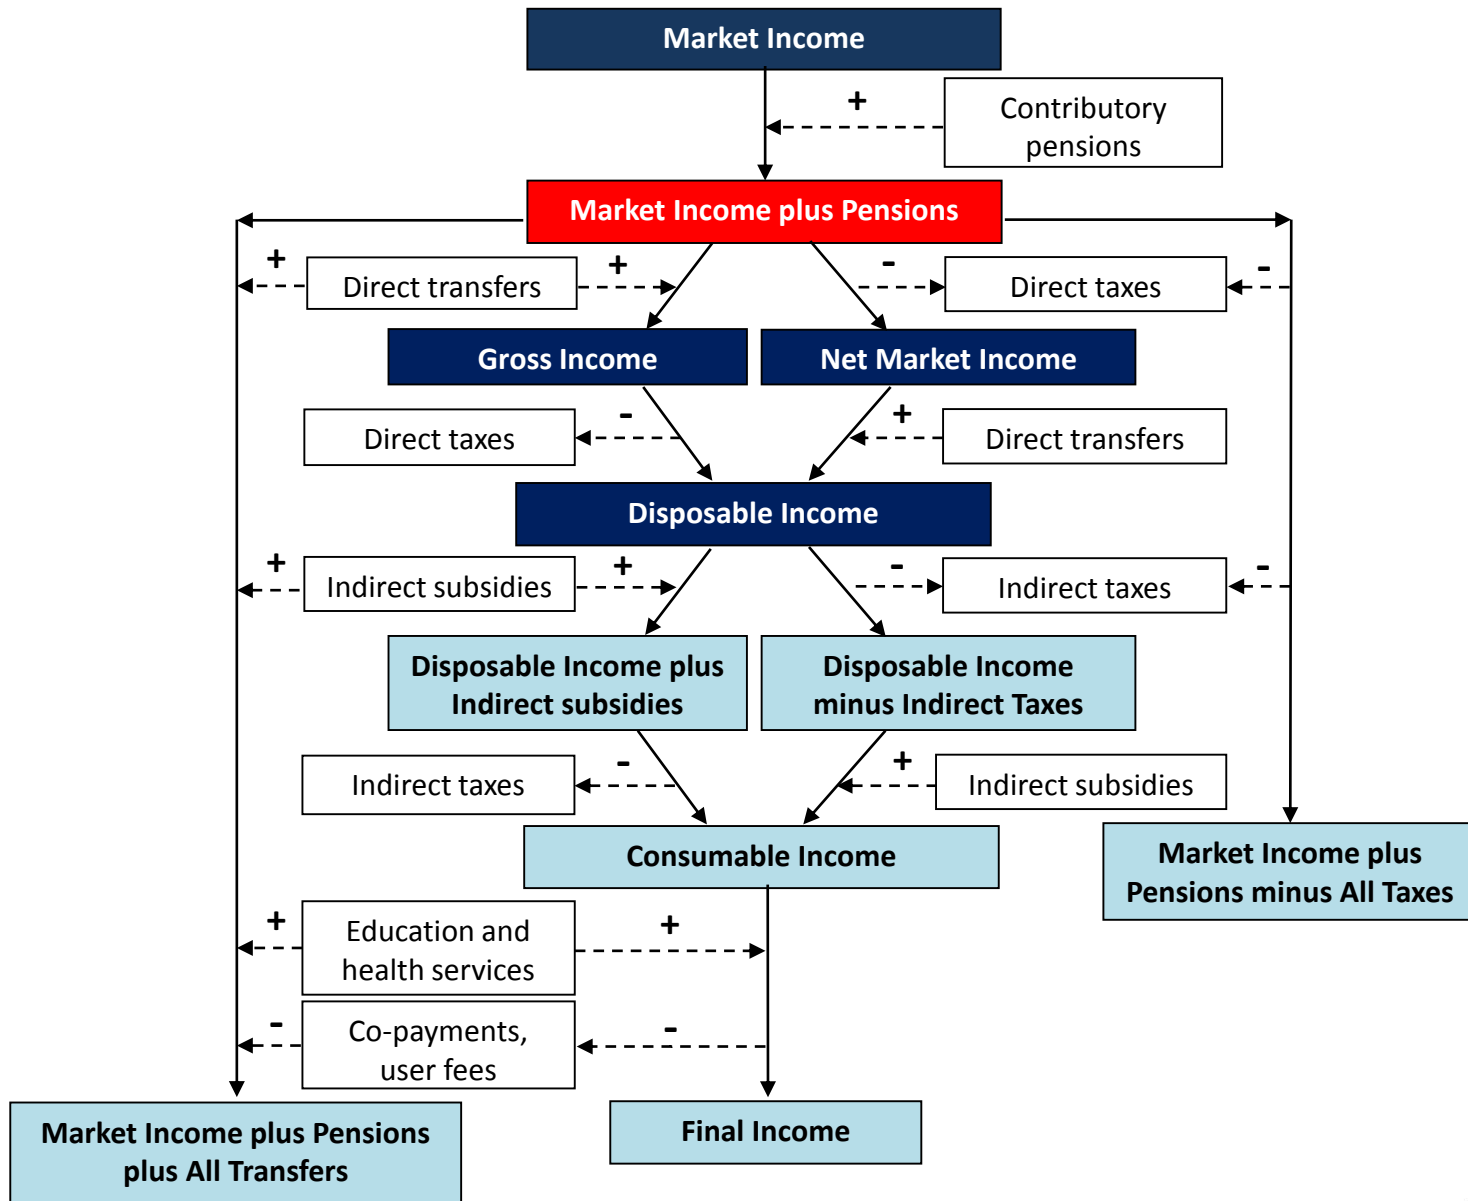 Market Income
+
Contributory
pensions
Market Income plus Pensions
+
Direct transfers
+
-
Direct taxes
-
Gross Income
Net Market Income
Direct taxes
-
+
Direct transfers
Disposable Income
+
Indirect subsidies
+
-
Indirect taxes
-
Disposable Income plus
Indirect subsidies
Disposable Income
minus Indirect Taxes
Indirect taxes
-
+
Indirect subsidies
Consumable Income
Market Income plus
Pensions minus All Taxes
+
Education and
health services
+
-
Co-payments,
user fees
-
Market Income plus Pensions
plus All Transfers
Final Income